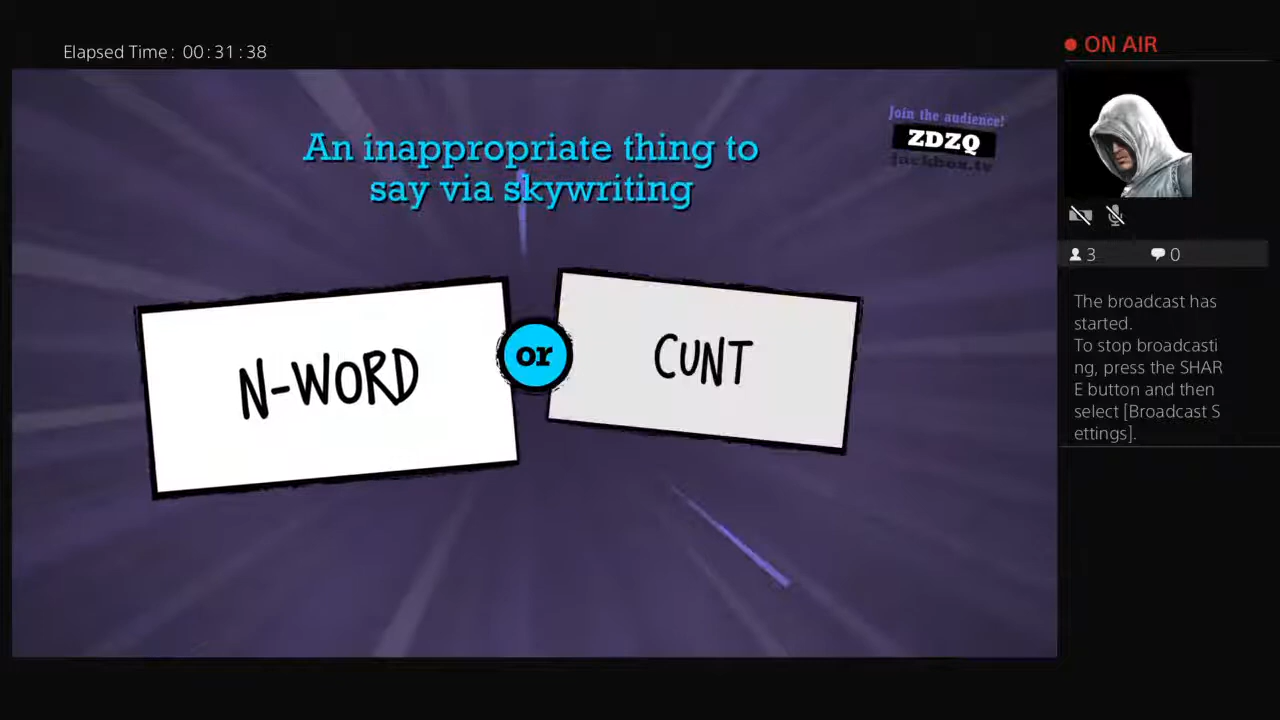 Elapsed Time: 00:31:38
ON AIR
Join the audience!
ZDZQ
jackbox.tv
An inappropriate thing to
say via skywriting
N-WORD
or
CUNT
3
0
The broadcast has
started.
To stop broadcasti
ng, press the SHAR
E button and then
select [Broadcast S
ettings].